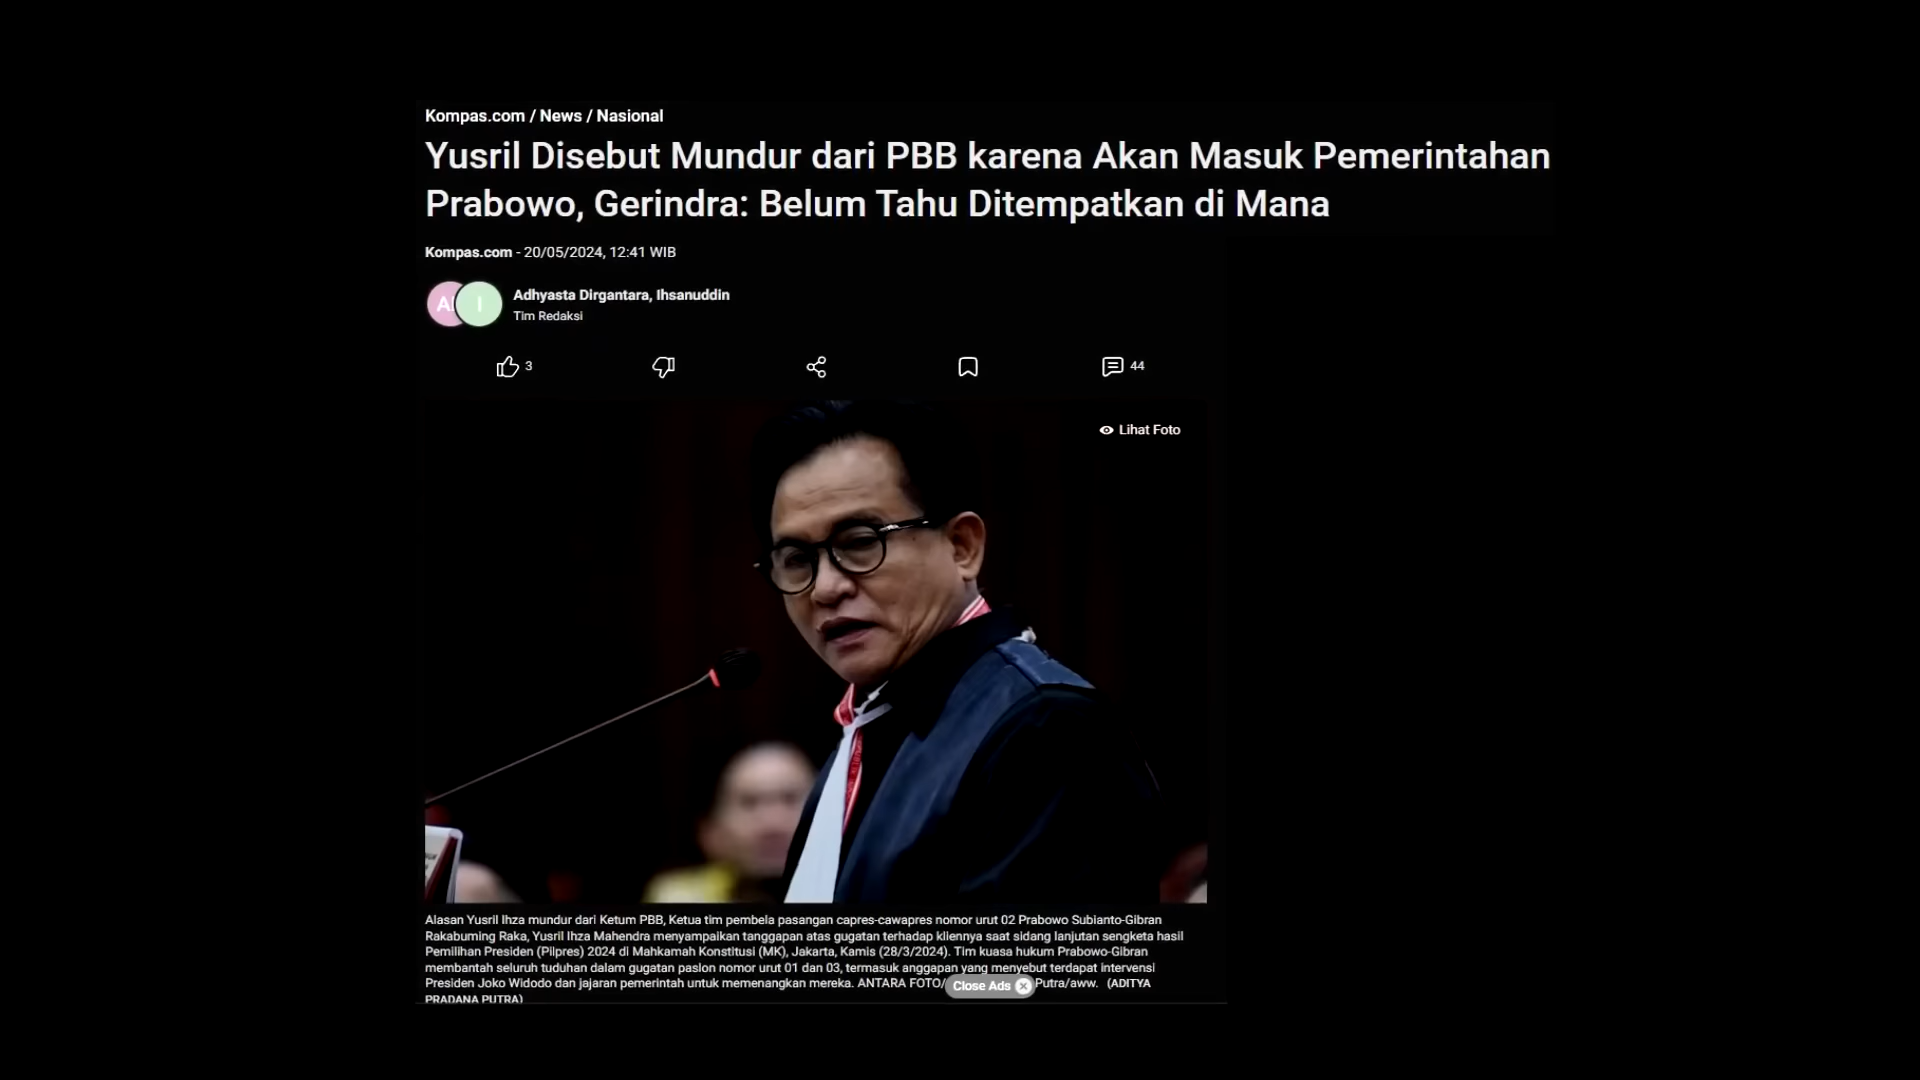 Kompas.com / News / Nasional
Yusril Disebut Mundur dari PBB karena Akan Masuk Pemerintahan
Prabowo, Gerindra: Belum Tahu Ditempatkan di Mana
Kompas.com - 20/05/2024, 12:41 WIB
Adhyasta Dirgantara, Ihsanuddin
Tim Redaksi
3
44
Lihat Foto
Alasan Yusril Ihza mundur dari Ketum PBB, Ketua tim pembela pasangan capres-cawapres nomor urut 02 Prabowo Subianto-Gibran
Rakabuming Raka, Yusril Ihza Mahendra menyampaikan tanggapan atas gugatan terhadap kliennya saat sidang lanjutan sengketa hasil
Pemilihan Presiden (Pilpres) 2024 di Mahkamah Konstitusi (MK), Jakarta, Kamis (28/3/2024). Tim kuasa hukum Prabowo-Gibran
membantah seluruh tuduhan dalam gugatan paslon nomor urut 01 dan 03, termasuk anggapan yang menyebut terdapat intervensi
Presiden Joko Widodo dan jajaran pemerintah untuk memenangkan mereka. ANTARA FOTO/ Close Ads Putra/aww. (ADITYA
PRADANA PUTRA)